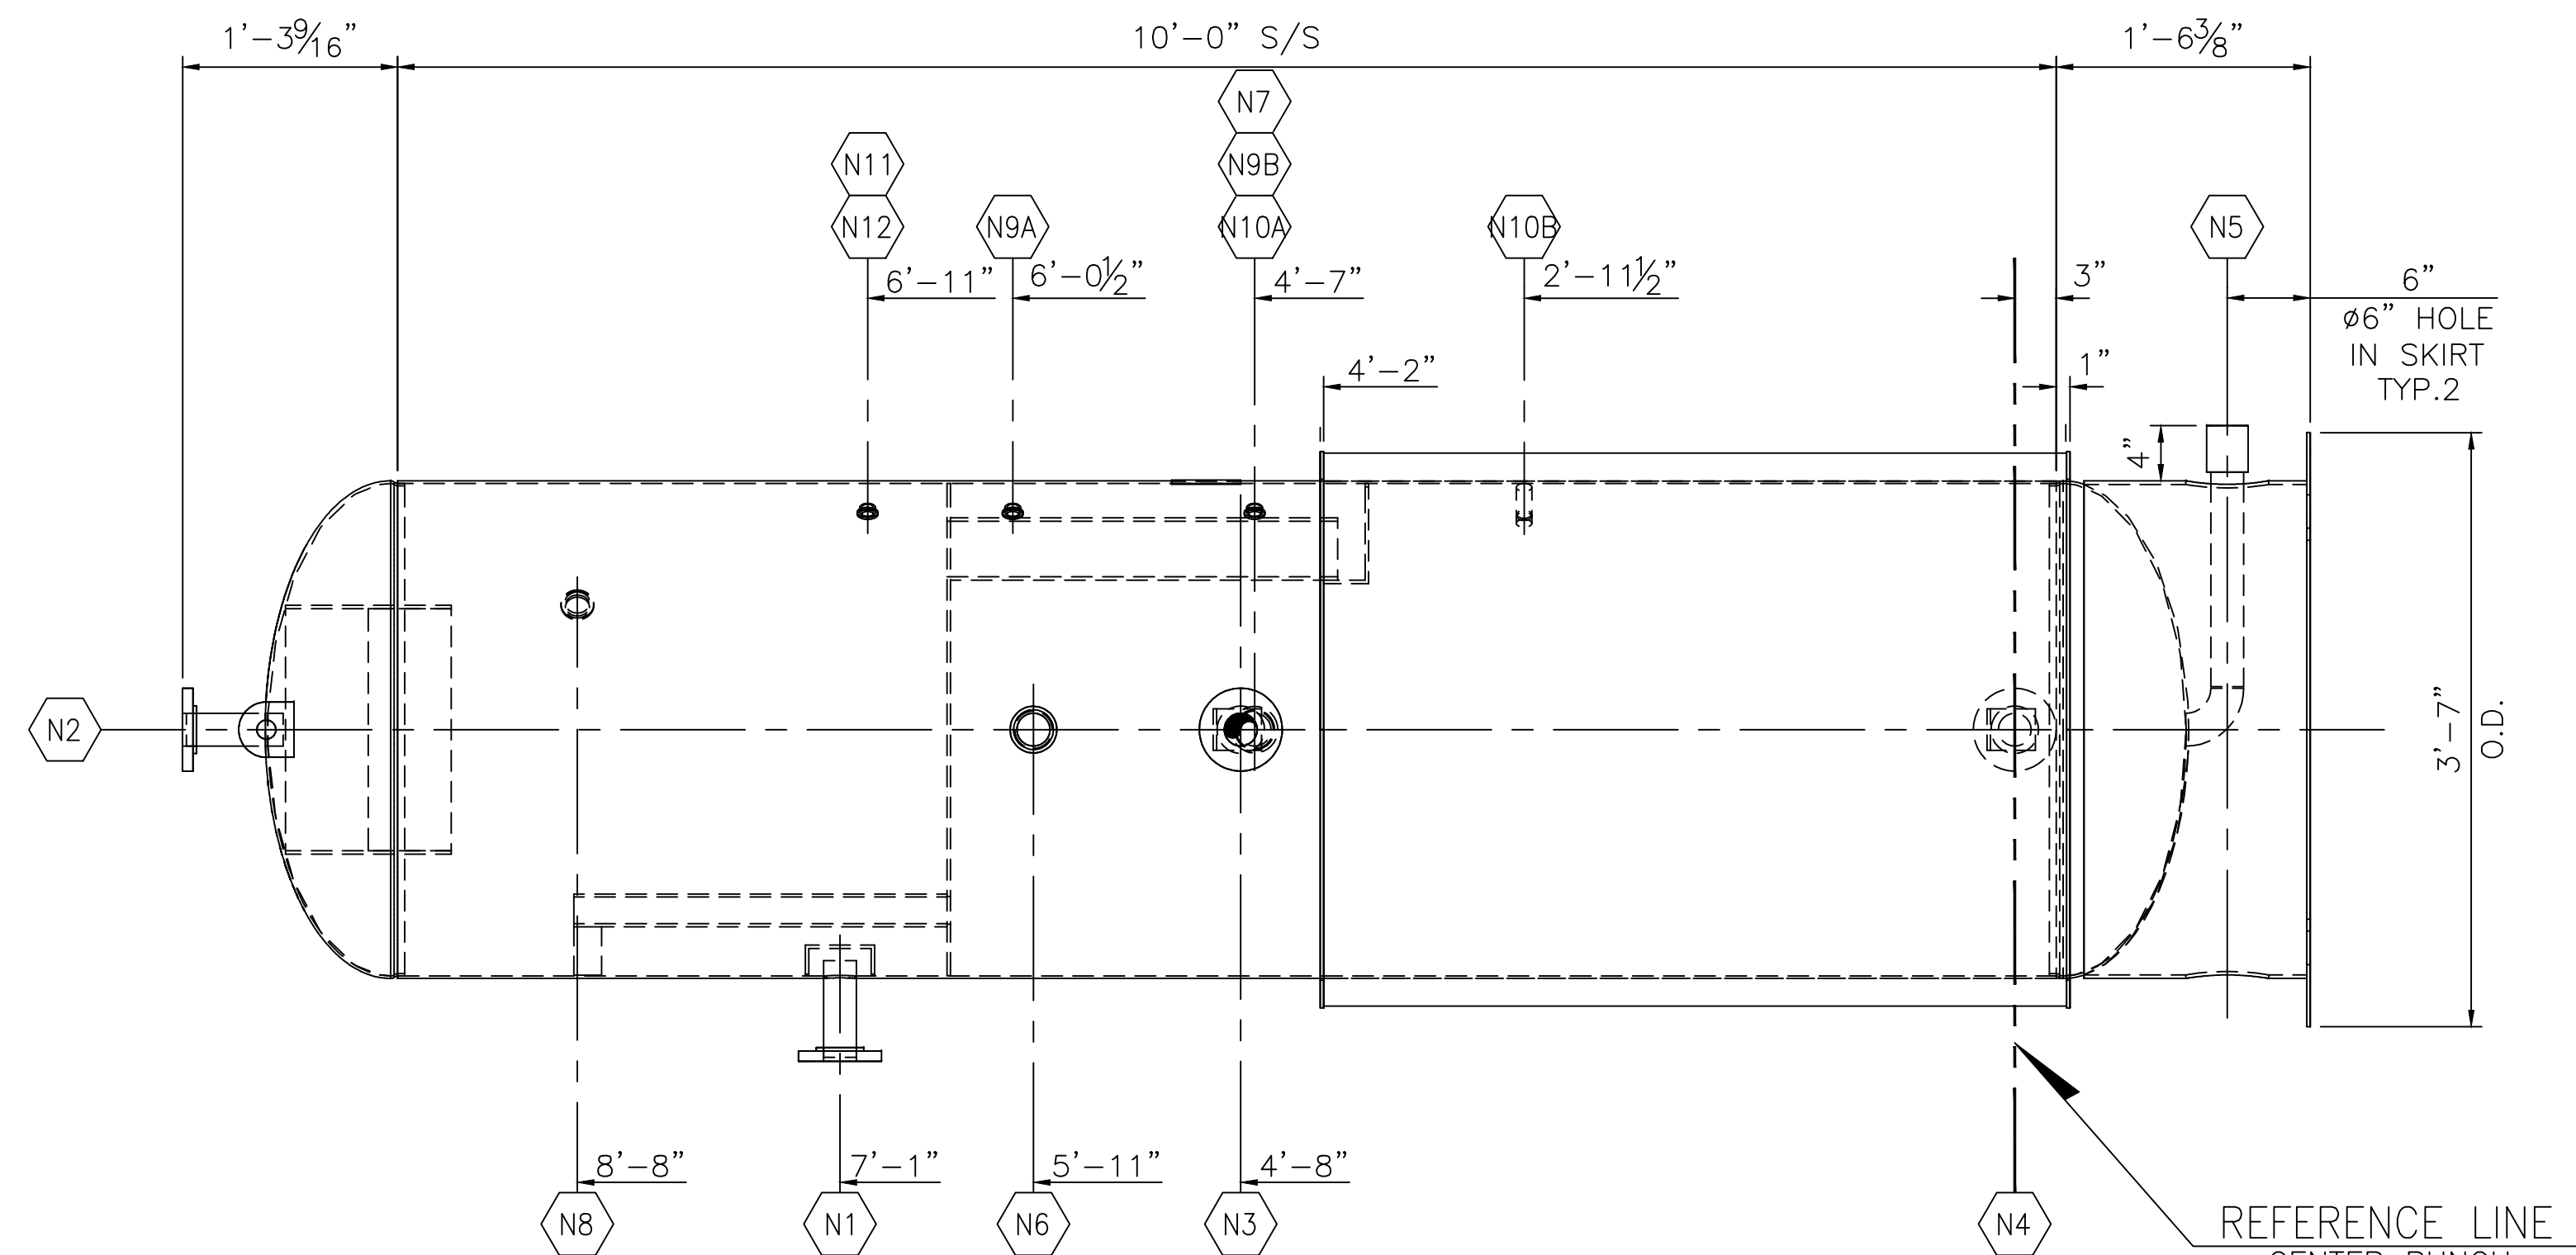 1'-3 9/16"
10'-0" S/S
1'-6 3/8"
N7
N11
N9B
N12
N9A
N10A
N10B
N5
6'-11"
6'-0 1/2"
4'-7"
2'-11 1/2"
3"
6"
Ø6" HOLE
IN SKIRT
TYP.2
4'-2"
1"
4"
N2
3'-7"
O.D.
8'-8"
7'-1"
5'-11"
4'-8"
N8
N1
N6
N3
N4
REFERENCE LINE
CENTER PUNCH